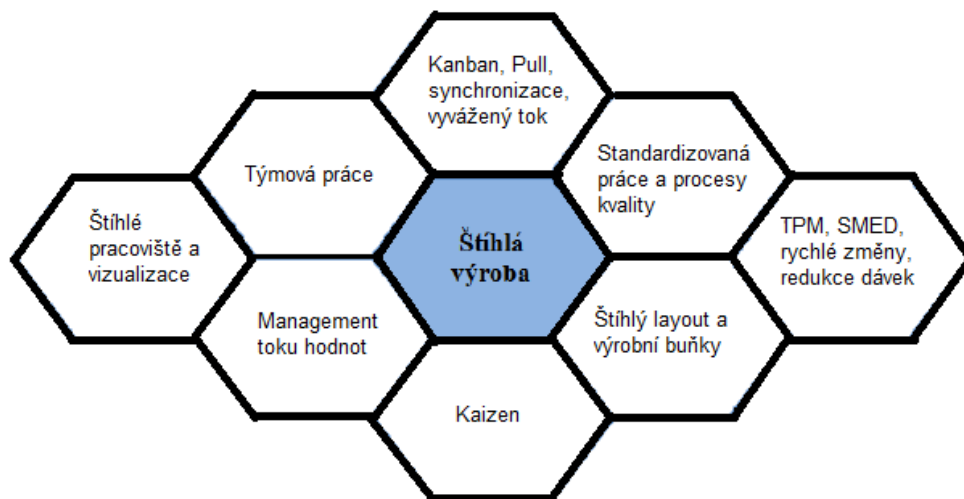 Kanban, Pull,
synchronizace,
vyvážený tok
Týmová práce
Standardizovaná
práce a procesy
kvality
Štíhlé
pracoviště a
vizualizace
Štíhlá
výroba
TPM, SMED,
rychlé změny,
redukce dávek
Management
toku hodnot
Štíhlý layout a
výrobní buňky
Kaizen